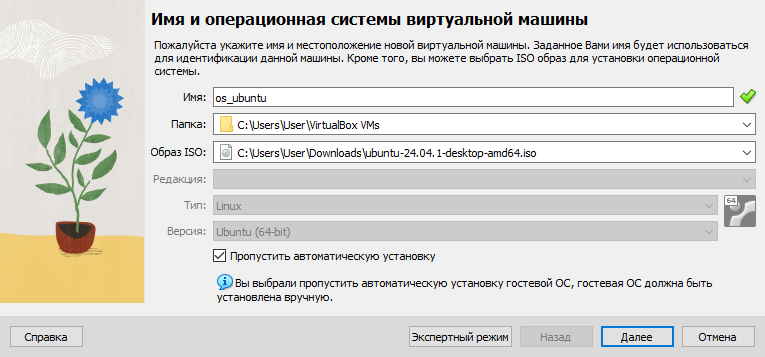 Имя и операционная системы виртуальной машины
Пожалуйста укажите имя и местоположение новой виртуальной машины. Заданное Вами имя будет использоваться
для идентификации данной машины. Кроме того, вы можете выбрать ISO образ для установки операционной
системы.
Имя: os_ubuntu
Папка: C:\Users\User\VirtualBox VMs
Образ ISO: C:\Users\User\Downloads\ubuntu-24.04.1-desktop-amd64.iso
Редакция:
Тип: Linux
64
Версия: Ubuntu (64-bit)
Пропустить автоматическую установку
Вы выбрали пропустить автоматическую установку гостевой ОС, гостевая ОС должна быть
установлена вручную.
Справка Экспертный режим Назад Далее Отмена